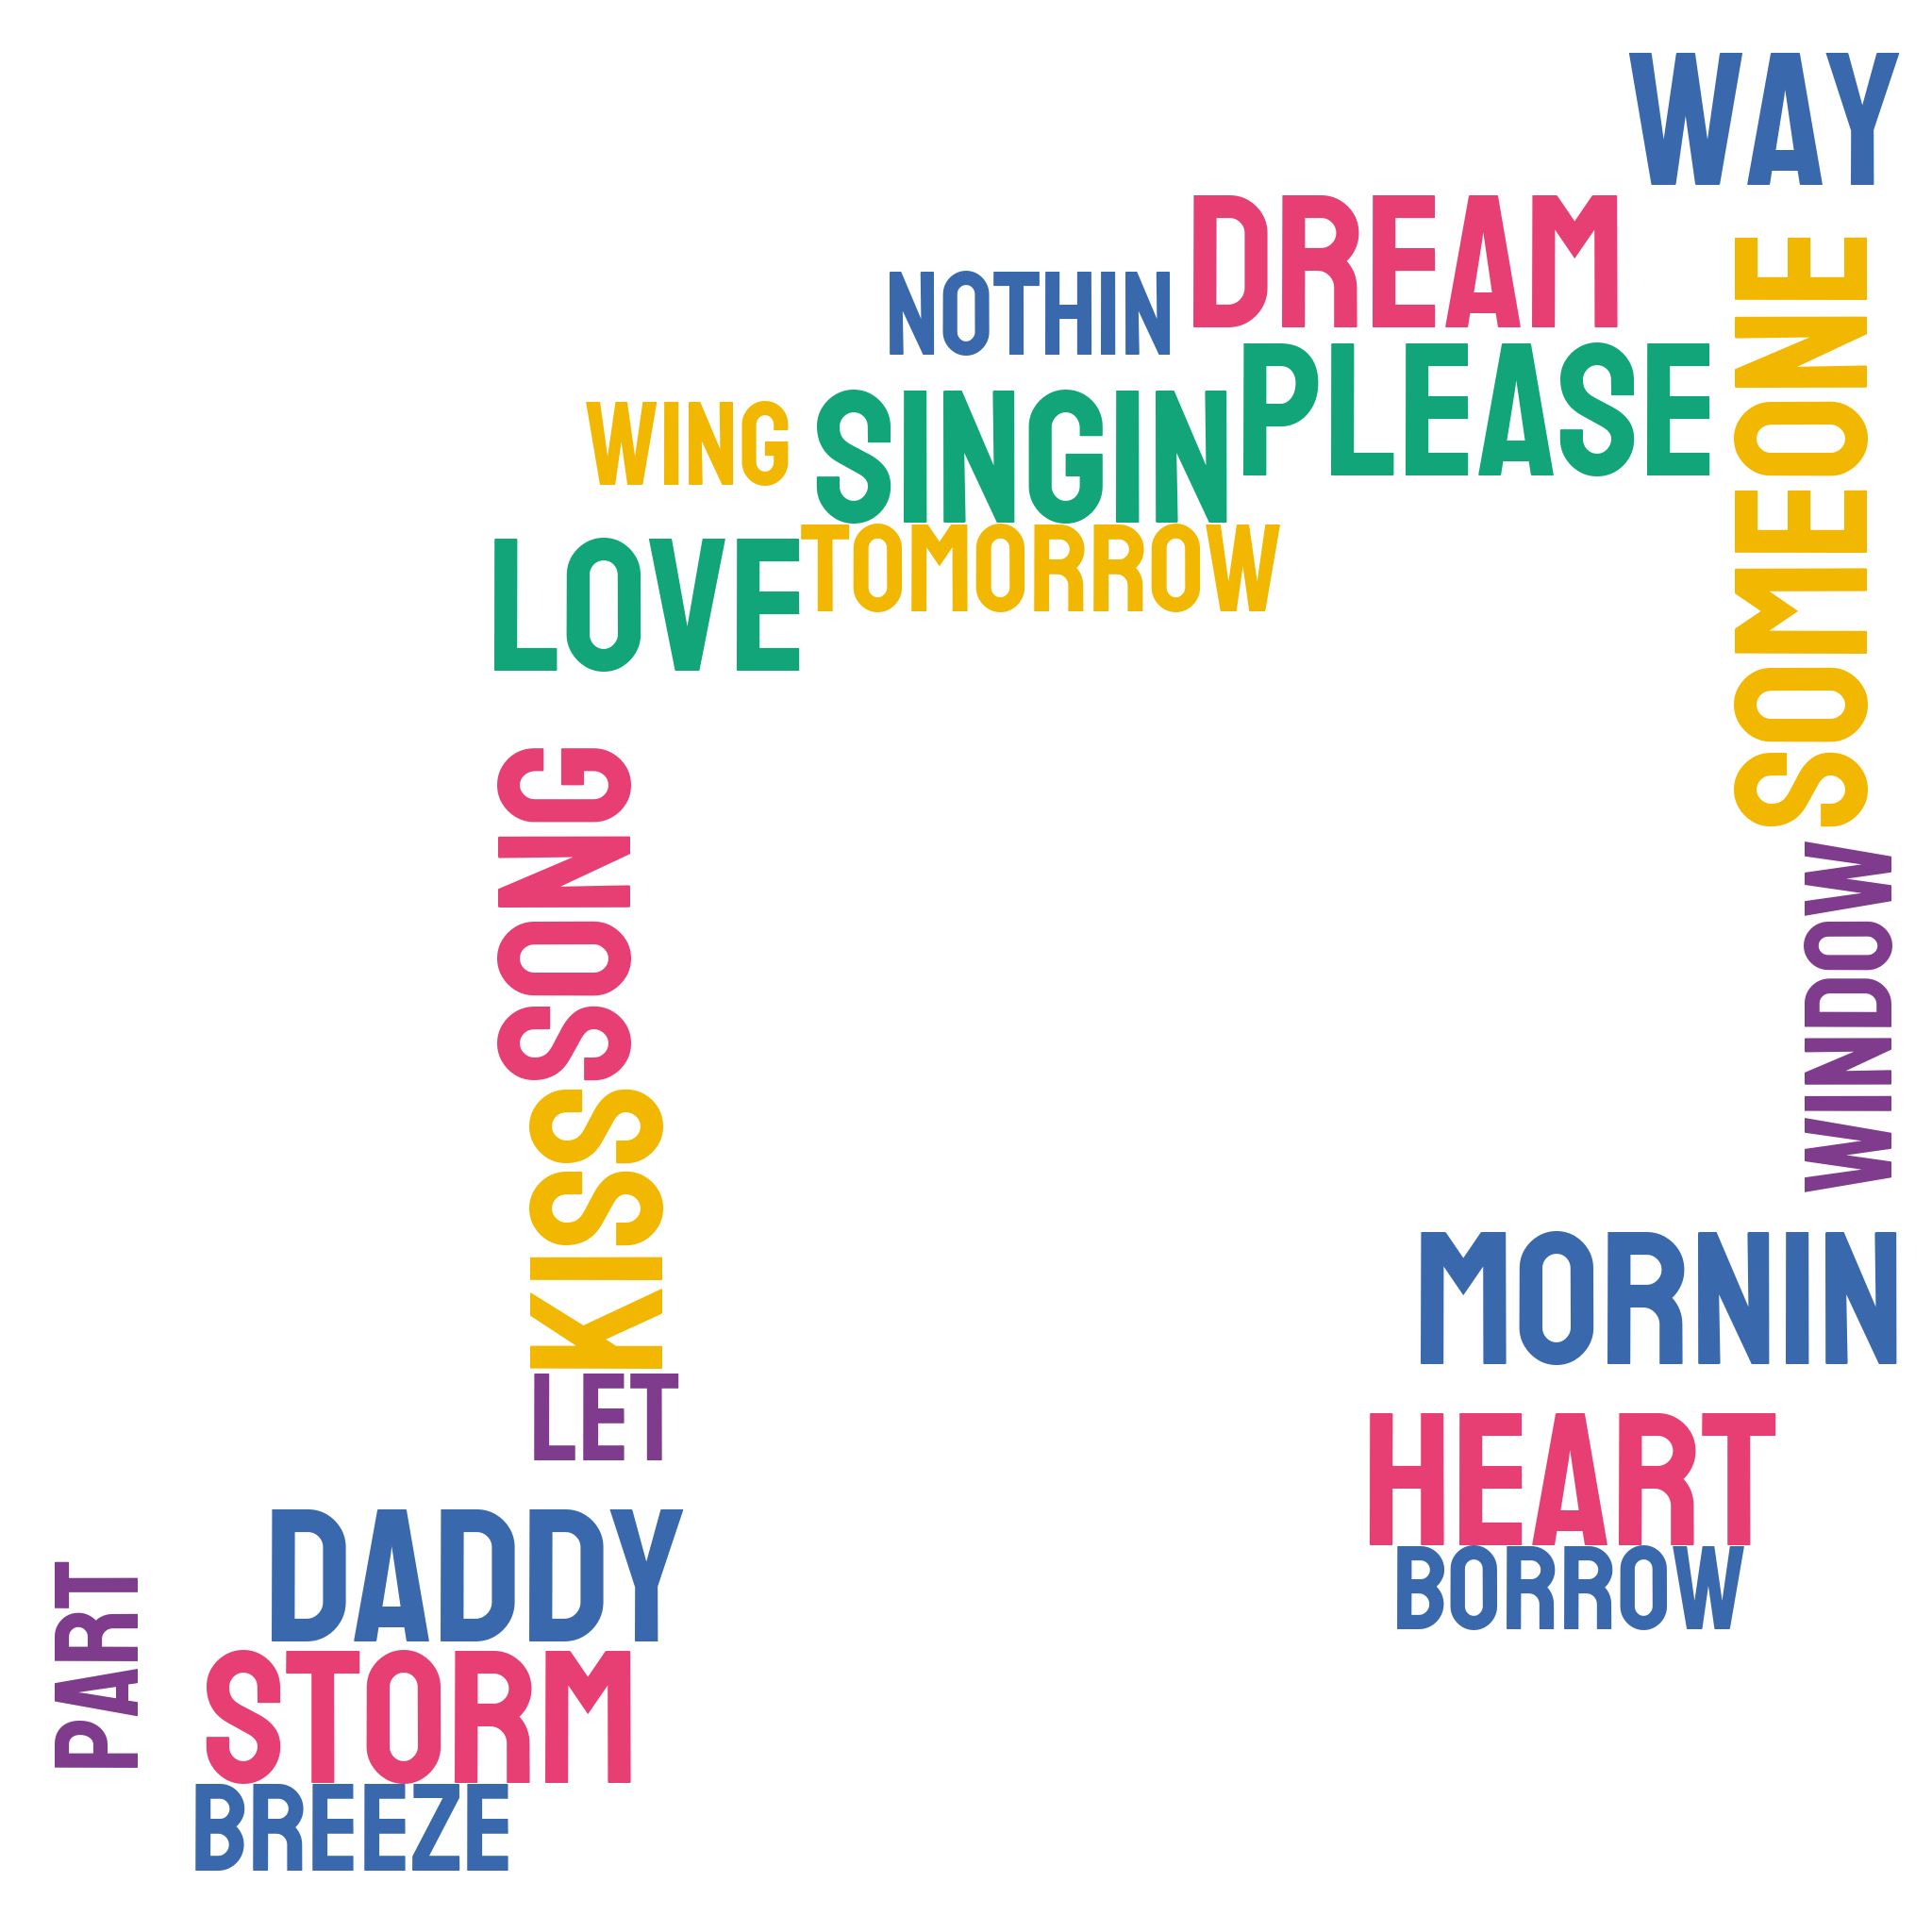 WAY
DREAM
NOTHIN
PLEASE
SOMEONE
SINGIN
WING
TOMORROW
LOVE
SONG
WINDOW
KISS
MORNIN
LET
HEART
DADDY
BORROW
PART
STORM
BREEZE